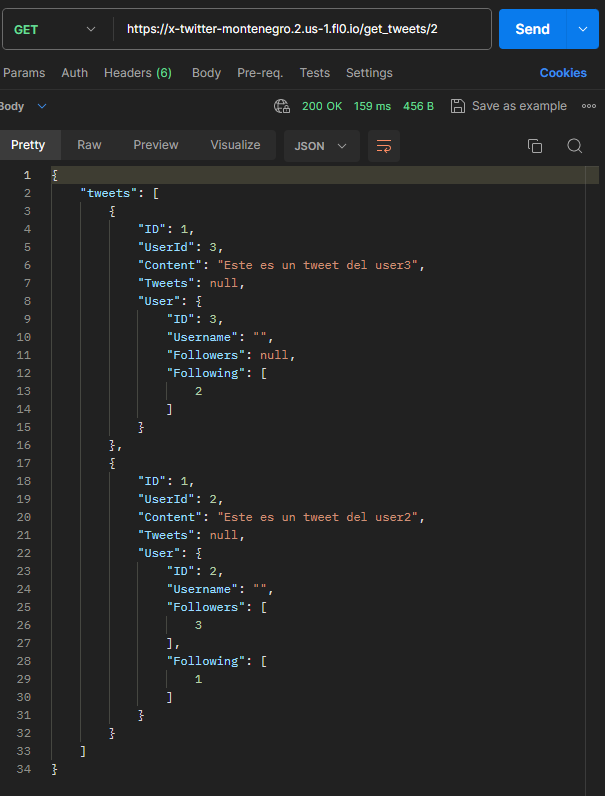 GET https://x-twitter-montenegro.2.us-1.fl0.io/get_tweets/2 Send
Params Auth Headers (6) Body Pre-req. Tests Settings Cookies
Body 200 OK 159 ms 456 B Save as example
Pretty Raw Preview Visualize JSON
1 {
2 "tweets": [
3 {
4 "ID": 1,
5 "UserId": 3,
6 "Content": "Este es un tweet del user3",
7 "Tweets": null,
8 "User": {
9 "ID": 3,
10 "Username": "",
11 "Followers": null,
12 "Following": [
13 2
14 ]
15 }
16 },
17 {
18 "ID": 1,
19 "UserId": 2,
20 "Content": "Este es un tweet del user2",
21 "Tweets": null,
22 "User": {
23 "ID": 2,
24 "Username": "",
25 "Followers": [
26 3
27 ],
28 "Following": [
29 1
30 ]
31 }
32 }
33 ]
34 }